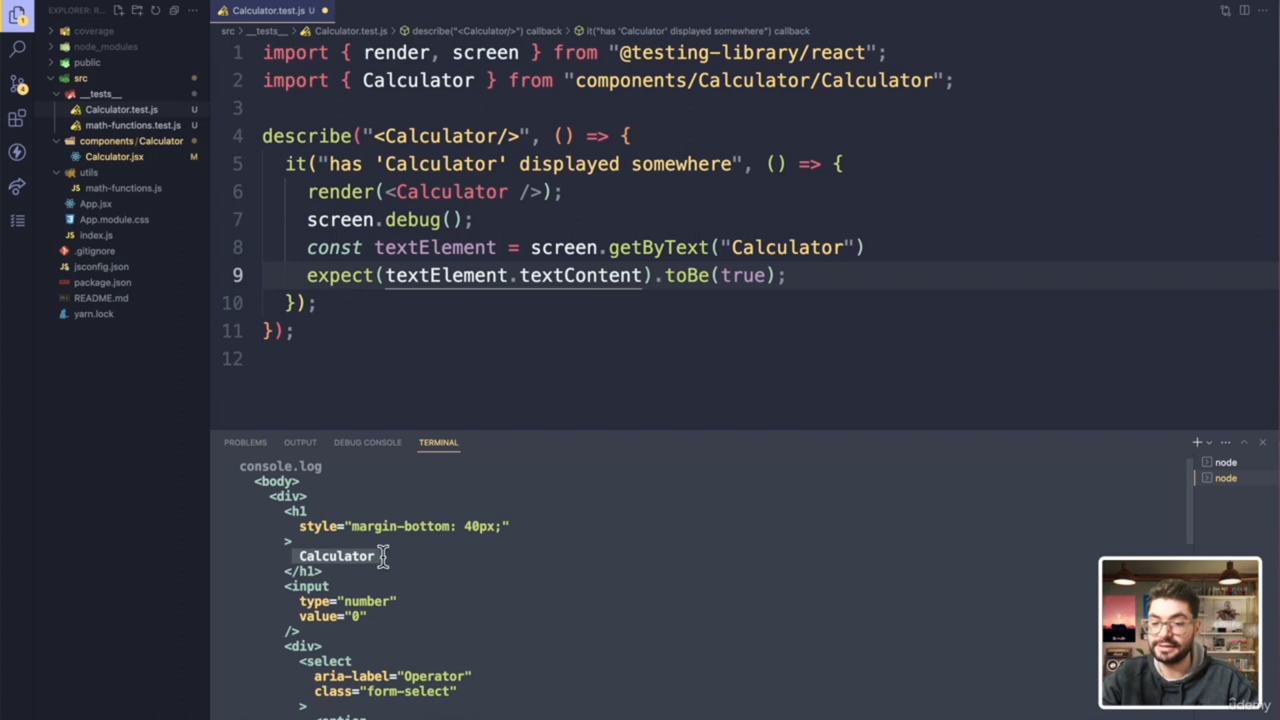 EXPLORER: R...
coverage
node_modules
public
src
__tests__
Calculator.test.js U
math-functions.test.js U
components / Calculator
Calculator.jsx M
utils
math-functions.js
App.jsx
App.module.css
index.js
.gitignore
jsconfig.json
package.json
README.md
yarn.lock
1
4
Calculator.test.js U
src > __tests__ > Calculator.test.js > describe("<Calculator/>") callback > it("has 'Calculator' displayed somewhere") callback
1 import { render, screen } from "@testing-library/react";
2 import { Calculator } from "components/Calculator/Calculator";
3
4 describe("<Calculator/>", () => {
5 it("has 'Calculator' displayed somewhere", () => {
6 render(<Calculator />);
7 screen.debug();
8 const textElement = screen.getByText("Calculator")
9 expect(textElement.textContent).toBe(true);
10 });
11 });
12
PROBLEMS OUTPUT DEBUG CONSOLE TERMINAL
console.log
<body>
<div>
<h1
style="margin-bottom: 40px;"
>
Calculator
</h1>
<input
type="number"
value="0"
/>
<div>
<select
aria-label="Operator"
class="form-select"
>
<option
node
node
udemy